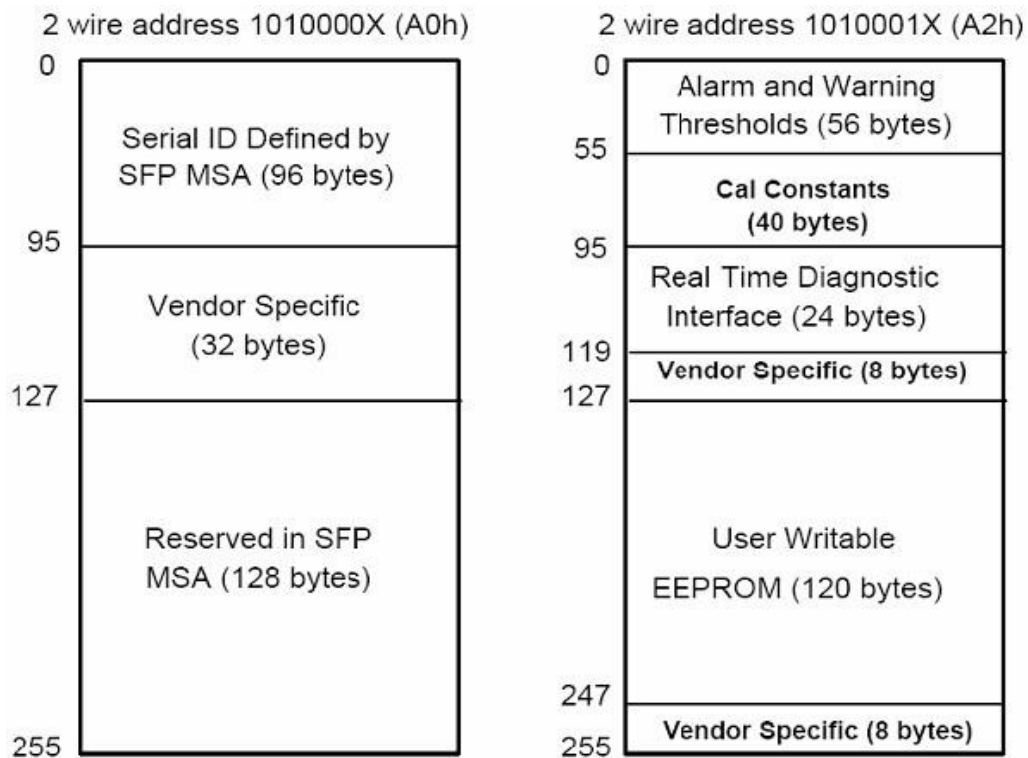 2 wire address 1010000X (A0h)
0
Serial ID Defined by
SFP MSA (96 bytes)
95
Vendor Specific
(32 bytes)
127
Reserved in SFP
MSA (128 bytes)
255
2 wire address 1010001X (A2h)
0
Alarm and Warning
Thresholds (56 bytes)
55
Cal Constants
(40 bytes)
95
Real Time Diagnostic
Interface (24 bytes)
119
Vendor Specific (8 bytes)
127
User Writable
EEPROM (120 bytes)
247
Vendor Specific (8 bytes)
255